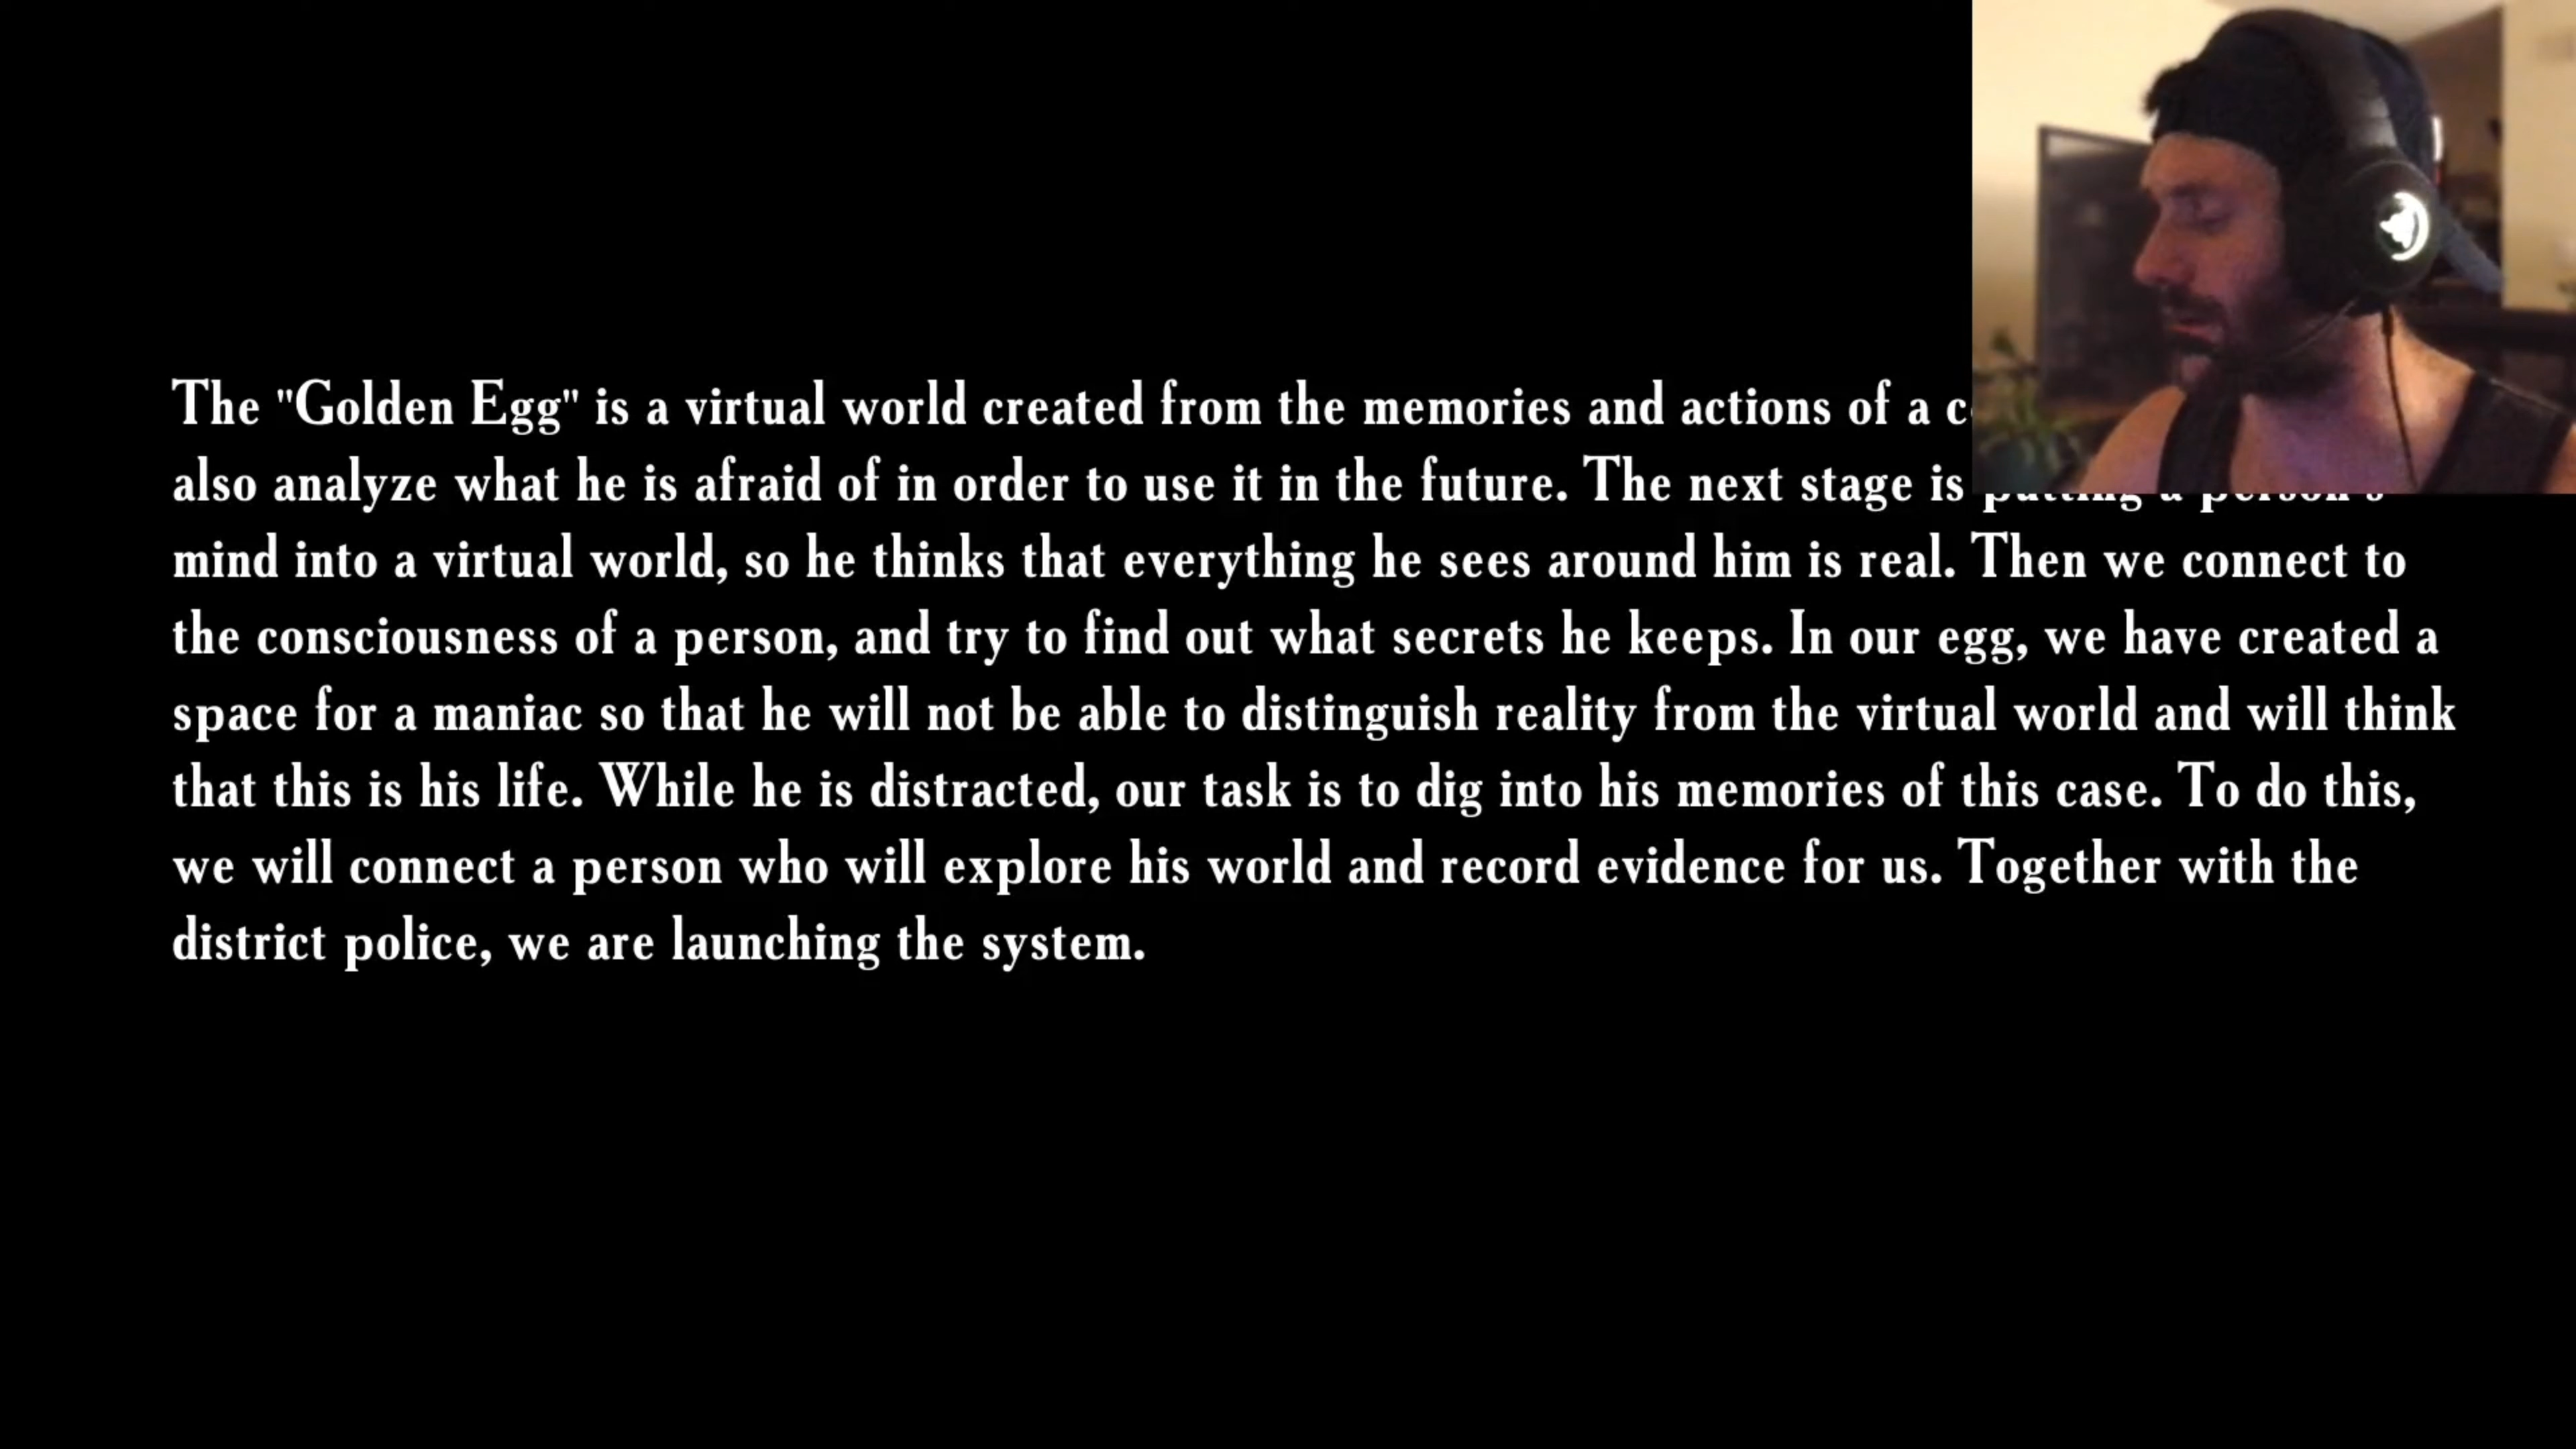 The "Golden Egg" is a virtual world created from the memories and actions of a
also analyze what he is afraid of in order to use it in the future. The next stage is putting a person's
mind into a virtual world, so he thinks that everything he sees around him is real. Then we connect to
the consciousness of a person, and try to find out what secrets he keeps. In our egg, we have created a
space for a maniac so that he will not be able to distinguish reality from the virtual world and will think
that this is his life. While he is distracted, our task is to dig into his memories of this case. To do this,
we will connect a person who will explore his world and record evidence for us. Together with the
district police, we are launching the system.